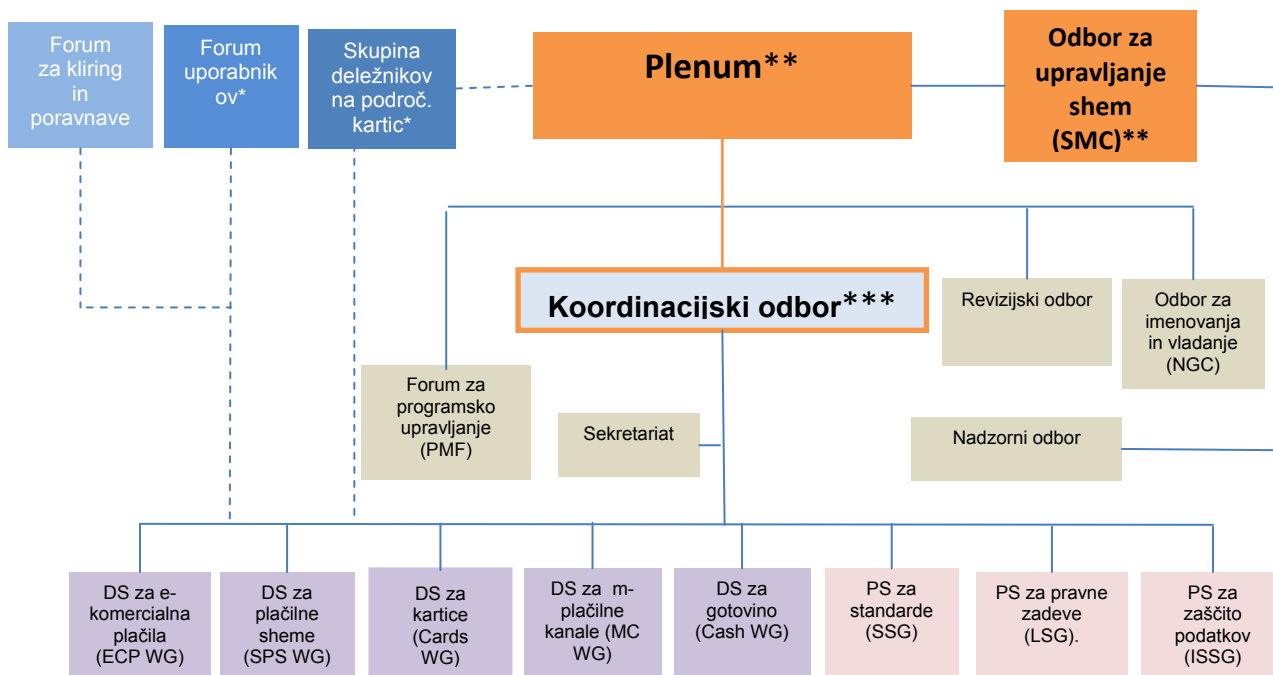 Forum
za kliring
in
poravnave
Forum
uporabnik
ov*
Skupina
deležnikov
na področ.
kartic*
Plenum**
Odbor za
upravljanje
shem
(SMC)**
Koordinacijski odbor***
Revizijski odbor
Odbor za
imenovanja
in vladanje
(NGC)
Forum za
programsko
upravljanje
(PMF)
Sekretariat
Nadzorni odbor
DS za e-
komercialna
plačila
(ECP WG)
DS za
plačilne
sheme
(SPS WG)
DS za
kartice
(Cards
WG)
DS za m-
plačilne
kanale (MC
WG)
DS za
gotovino
(Cash WG)
PS za
standarde
(SSG)
PS za pravne
zadeve
(LSG).
PS za
zaščito
podatkov
(ISSG)